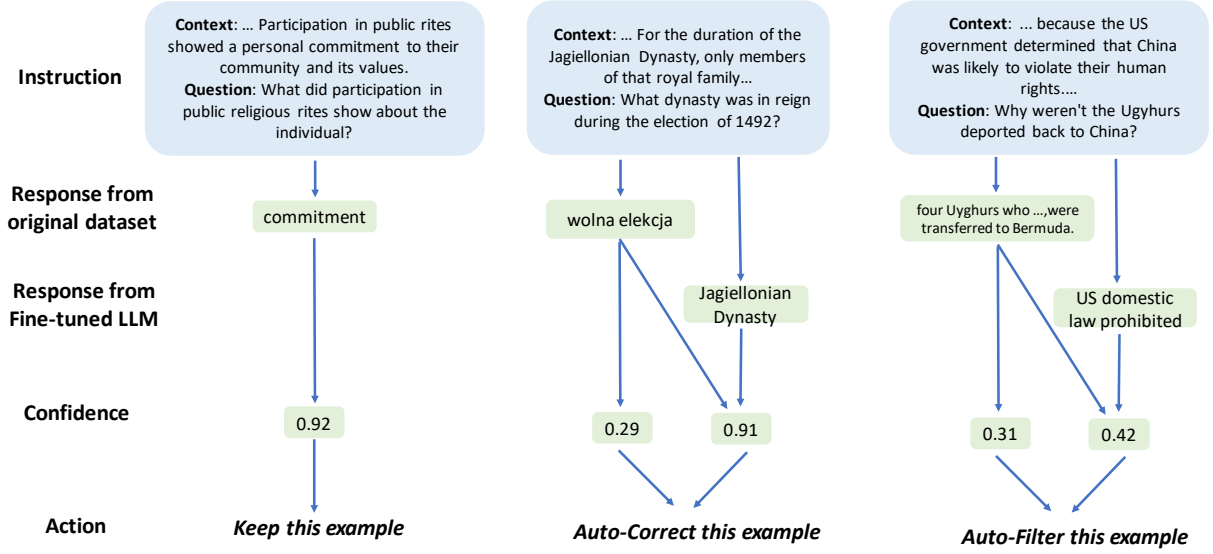 Instruction
Context: ... Participation in public rites
showed a personal commitment to their
community and its values.
Question: What did participation in
public religious rites show about the
individual?
Context: ... For the duration of the
Jagiellonian Dynasty, only members
of that royal family...
Question: What dynasty was in reign
during the election of 1492?
Context: ... because the US
government determined that China
was likely to violate their human
rights....
Question: Why weren't the Ugyhurs
deported back to China?
Response from
original dataset
commitment
wolna elekcja
four Uyghurs who ...,were
transferred to Bermuda.
Response from
Fine-tuned LLM
Jagiellonian
Dynasty
US domestic
law prohibited
Confidence
0.92
0.29
0.91
0.31
0.42
Action
Keep this example
Auto-Correct this example
Auto-Filter this example